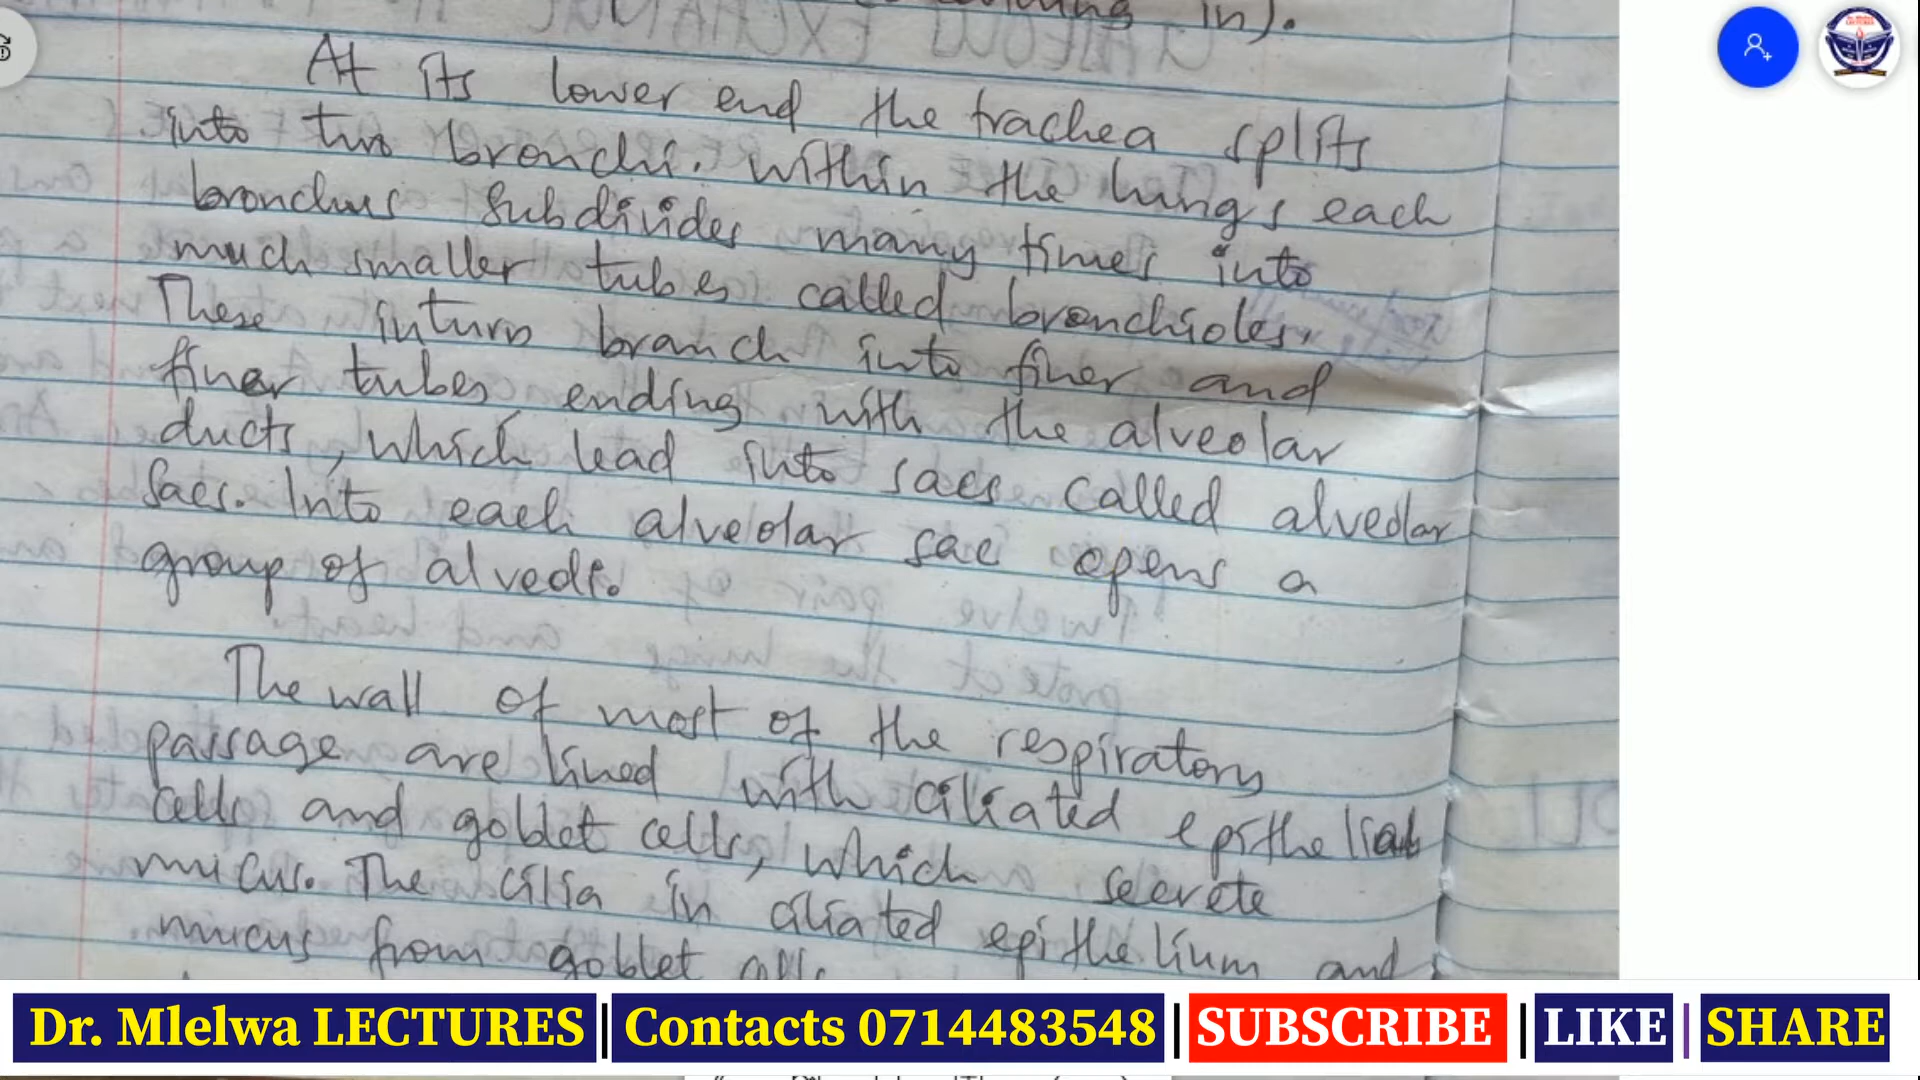 in).
At its lower end the trachea splits
into two bronchi. Within the lungs each
bronchus subdivides many times into
much smaller tubes called bronchioles.
These inturn branch into finer and
finer tubes ending with the alveolar
ducts, which lead into sacs called alveolar
sacs. Into each alveolar sac opens a
group of alveoli.
The wall of most of the respiratory
passage are lined with ciliated epithelial
cells and goblet cells, which secrete
mucus. The cilia in ciliated epithelium and
mucus from goblet cells
Dr. Mlelwa LECTURES | Contacts 0714483548 | SUBSCRIBE | LIKE | SHARE